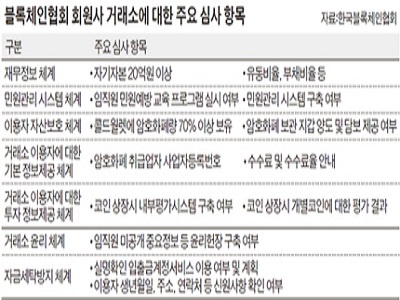 블록체인협회 회원사 거래소에 대한 주요 심사 항목
자료:한국블록체인협회
구분 주요 심사 항목
재무정보 체계 •자기자본 20억원 이상 •유동비율, 부채비율 등
민원관리 시스템 체계 •임직원 민원예방 교육 프로그램 실시 여부 •민원관리 시스템 구축 여부
이용자 자산보호 체계 •콜드월렛에 암호화폐량 70% 이상 보유 •암호화폐 보관 지갑 양도 및 담보 제공 여부
거래소 이용자에 대한
기본 정보제공 체계 •암호화폐 취급업자 사업자등록번호 •수수료 및 수수료율 안내
거래소 이용자에 대한
투자 정보제공 체계 •코인 상장시 내부평가시스템 구축 여부 •코인 상장시 개별코인에 대한 평가 결과
거래소 윤리 체계 •임직원 미공개 중요정보 등 윤리헌장 구축 여부
자금세탁방지 체계 •실명확인 입출금계정서비스 이용 여부 및 계획
•이용자 생년월일, 주소, 연락처 등 신원사항 확인 여부